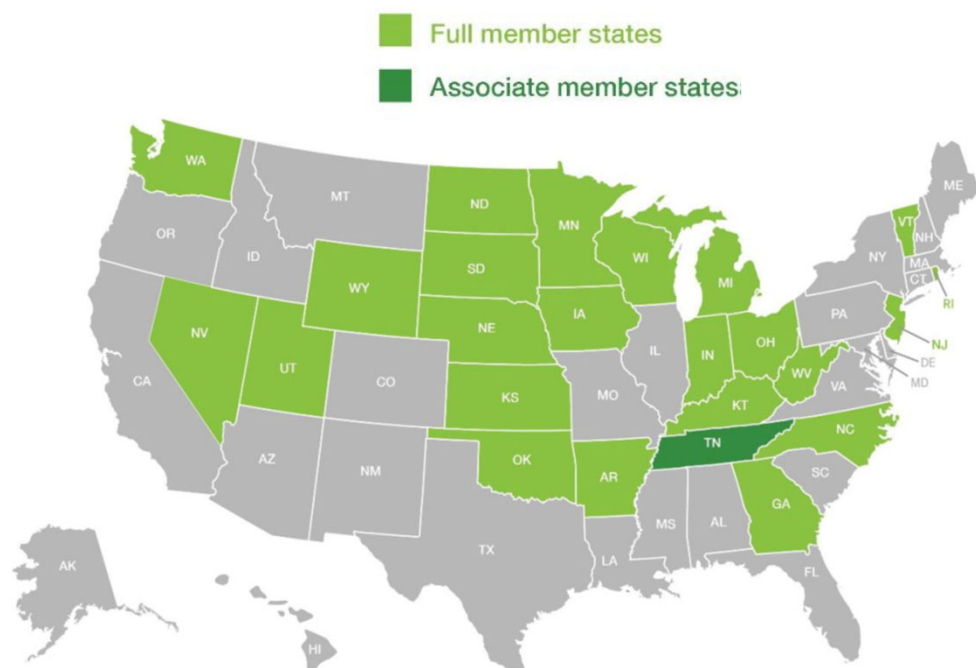 Full member states
Associate member states:
WA
MT
ND
MN
ME
OR
ID
SD
WI
MI
VT
NH
NY
MA
CT
RI
WY
NV
UT
NE
IA
IL
IN
OH
PA
NJ
DE
MD
CA
CO
KS
MO
WV
VA
KT
AZ
NM
OK
AR
TN
NC
SC
MS
AL
GA
TX
LA
FL
AK
HI